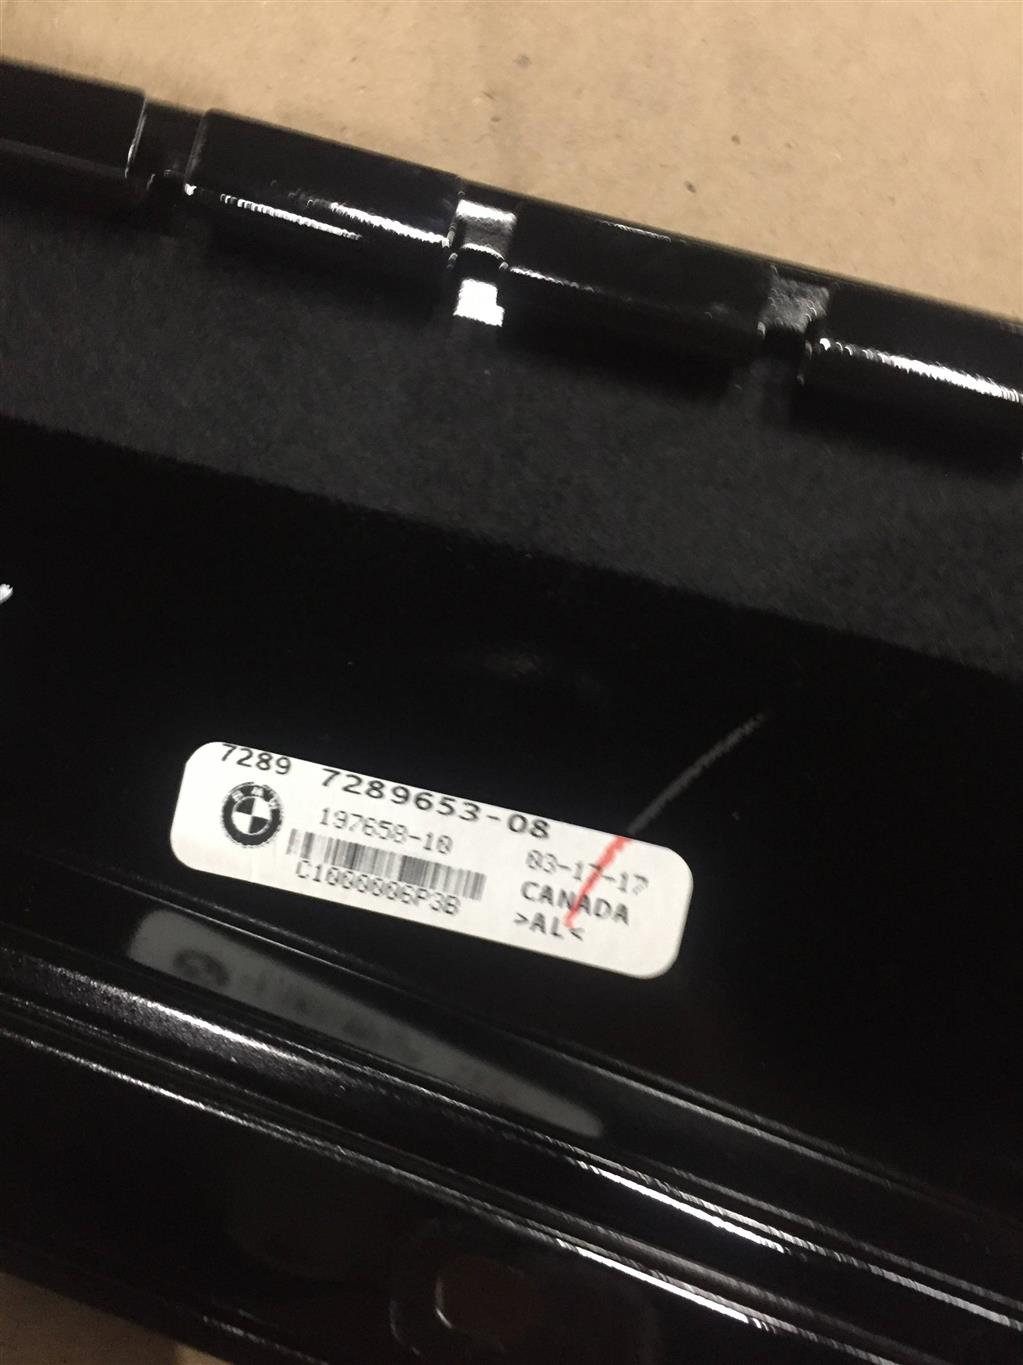 7289 7289653-08
197658-10
03-17-17
C1000006P3B
CANADA
>AL<